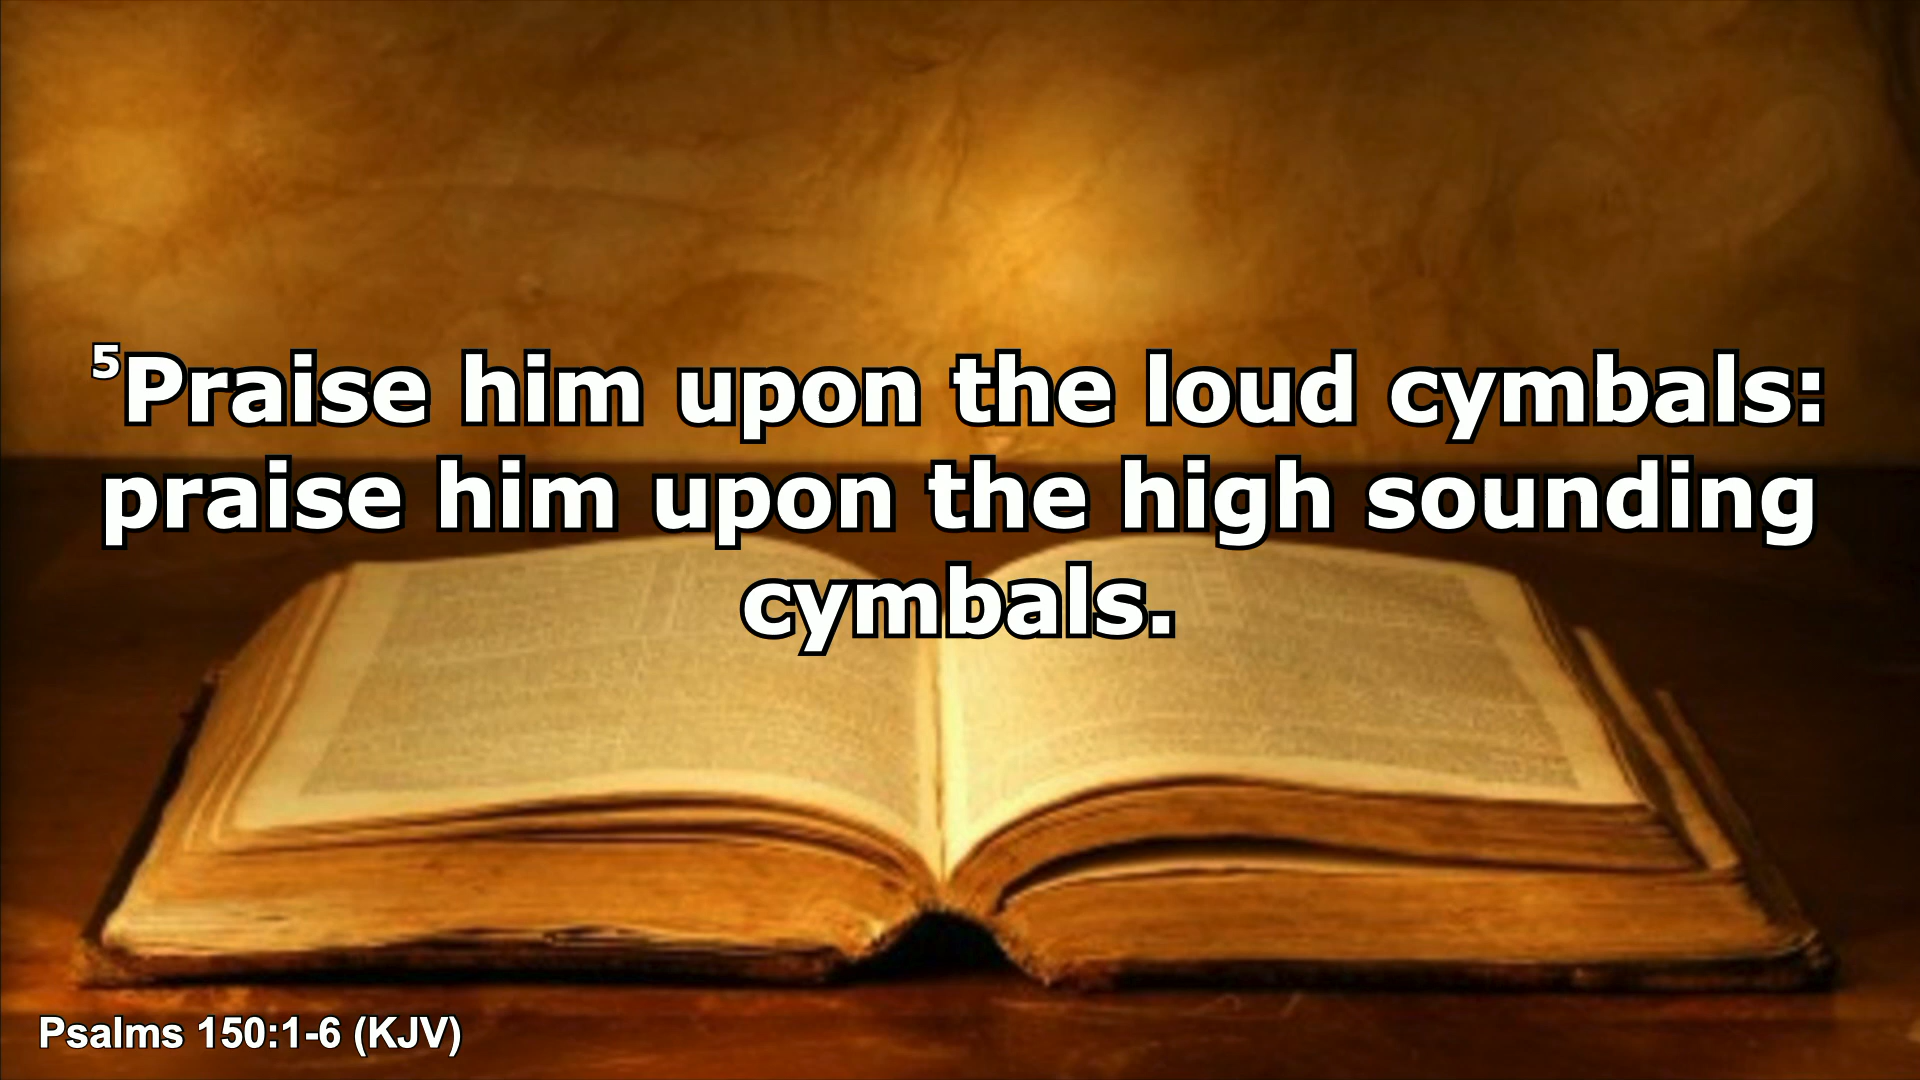 5Praise him upon the loud cymbals:
praise him upon the high sounding
cymbals.
Psalms 150:1-6 (KJV)